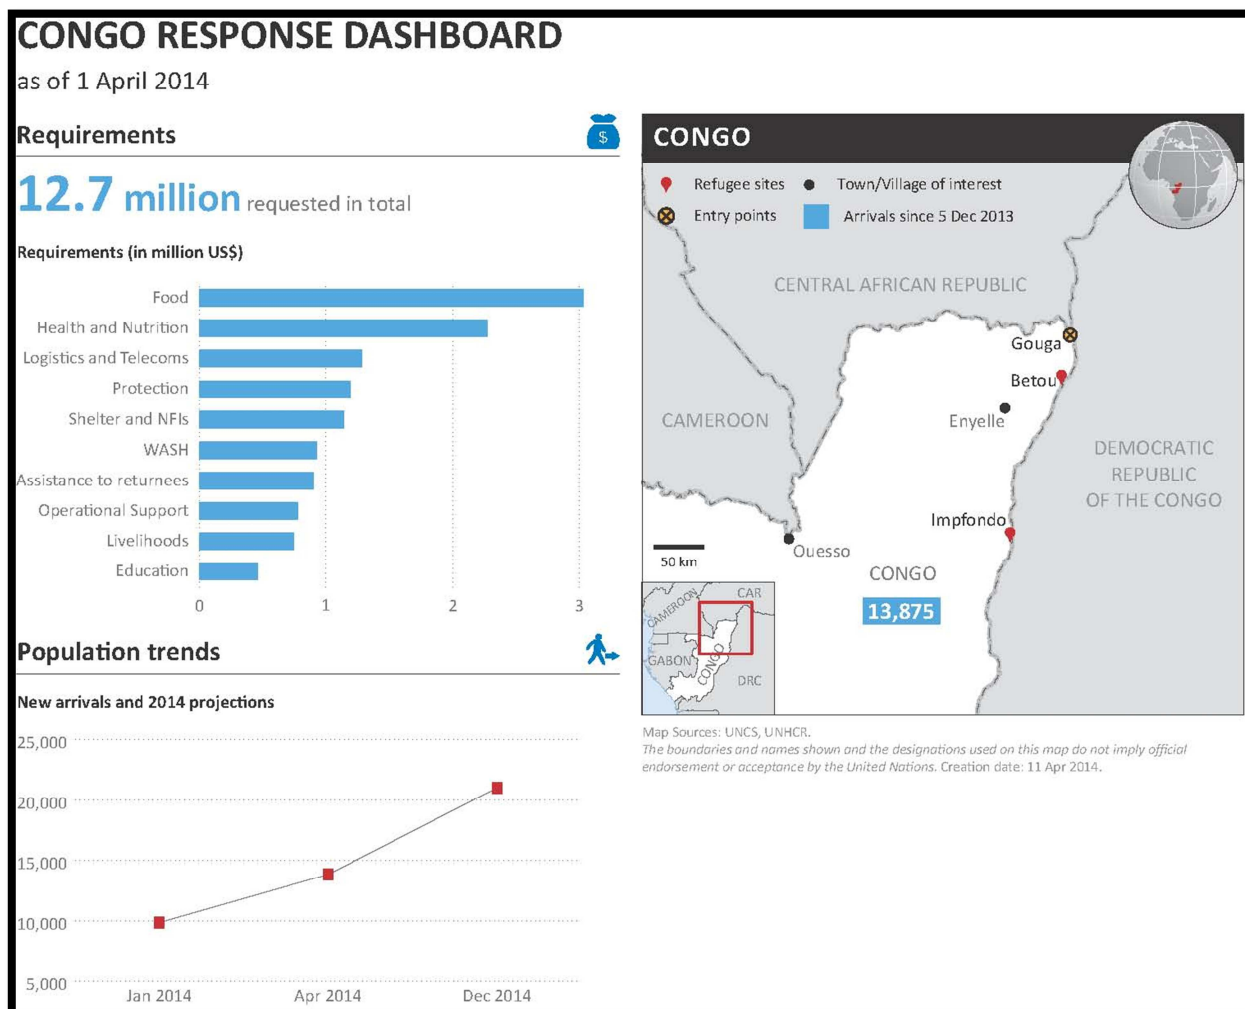 CONGO RESPONSE DASHBOARD
as of 1 April 2014
Requirements
$
12.7 million requested in total
Requirements (in million US$)
Food
Health and Nutrition
Logistics and Telecoms
Protection
Shelter and NFIs
WASH
Assistance to returnees
Operational Support
Livelihoods
Education
0 1 2 3
Population trends
New arrivals and 2014 projections
25,000
20,000
15,000
10,000
5,000
Jan 2014 Apr 2014 Dec 2014
CONGO
Refugee sites Town/Village of interest
Entry points Arrivals since 5 Dec 2013
CENTRAL AFRICAN REPUBLIC
Gouga
Betou
CAMEROON
Enyelle
DEMOCRATIC
REPUBLIC
OF THE CONGO
Impfondo
Ouesso
50 km
CONGO
13,875
CAMEROON
CAR
GABON
CONGO
DRC
Map Sources: UNCS, UNHCR.
The boundaries and names shown and the designations used on this map do not imply official
endorsement or acceptance by the United Nations. Creation date: 11 Apr 2014.